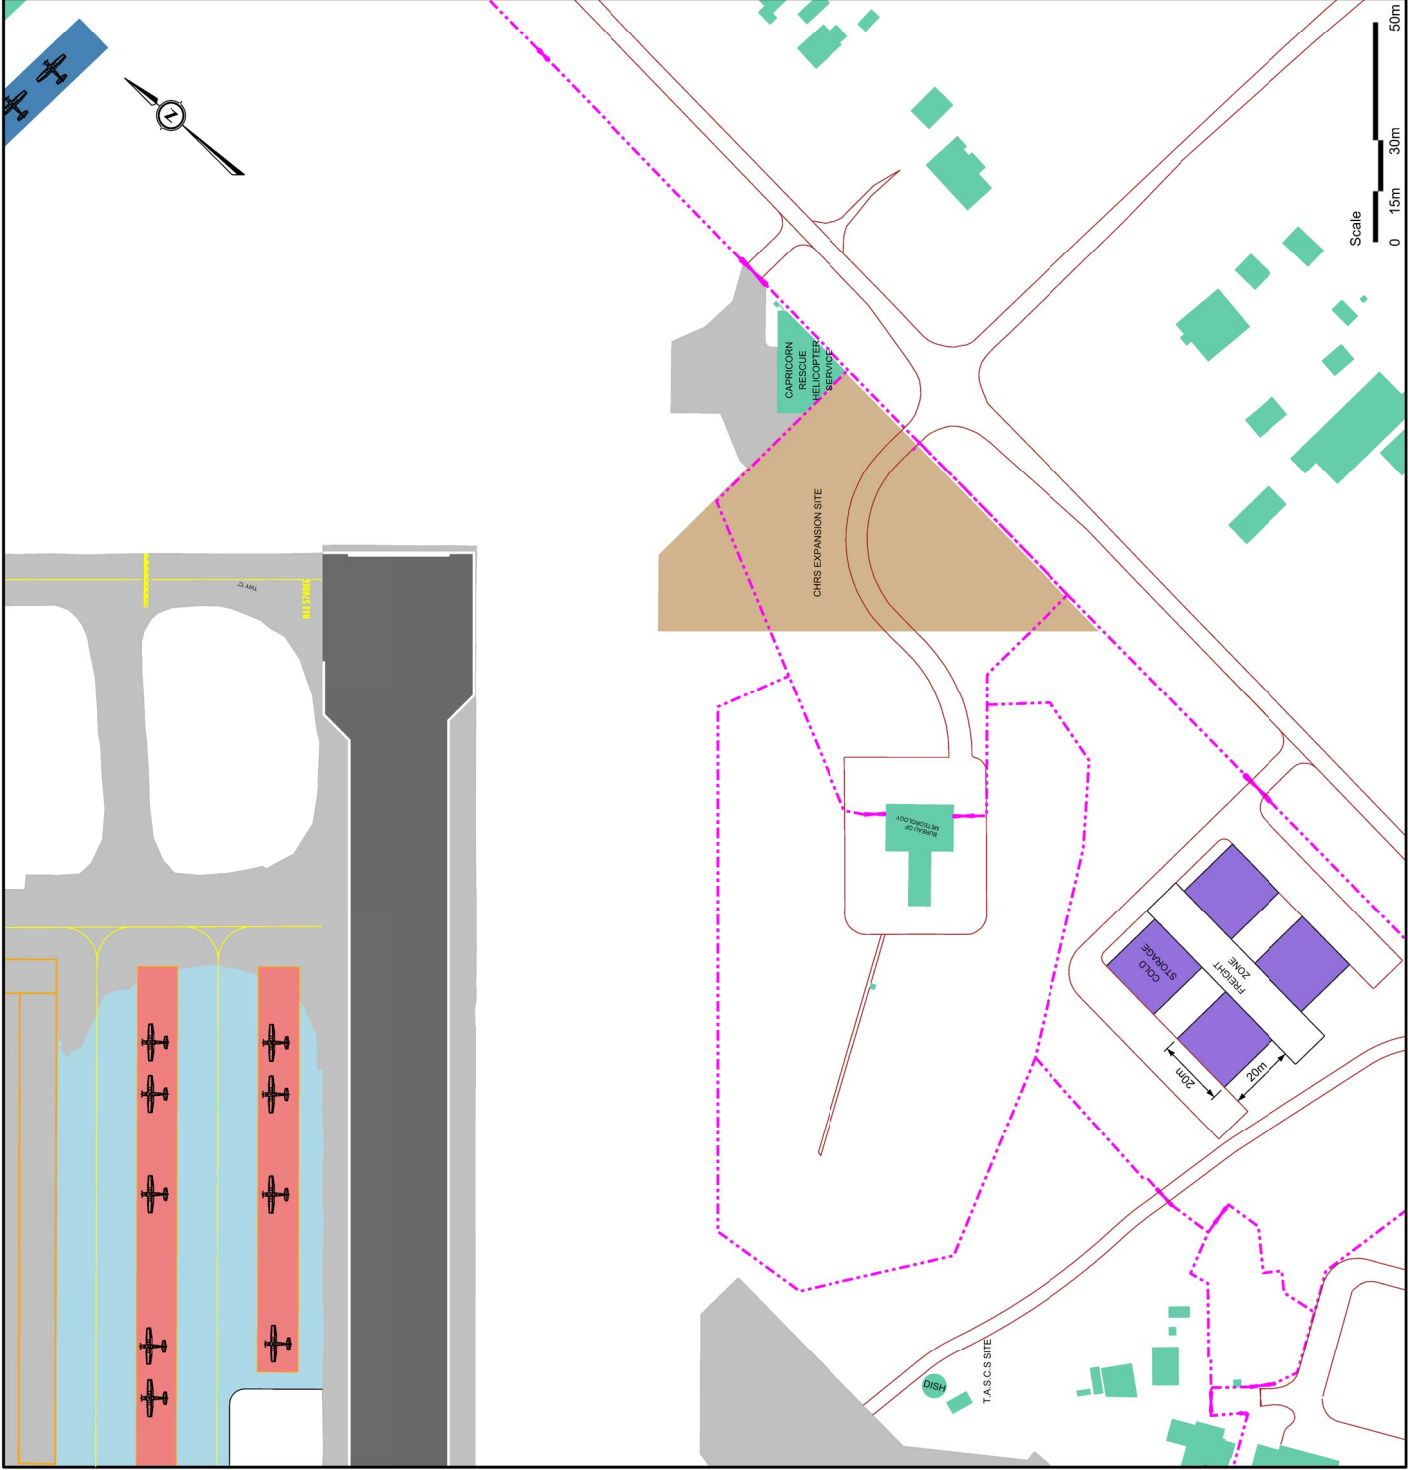 N
Scale
0 15m 30m 50m
CAPRICORN
RESCUE
HELICOPTER
SERVICE
CHRS EXPANSION SITE
TWY 'C'
BUREAU OF
METEOROLOGY
COLD
STORAGE
FREIGHT
ZONE
20m
20m
DISH
T.A.S.C.S SITE